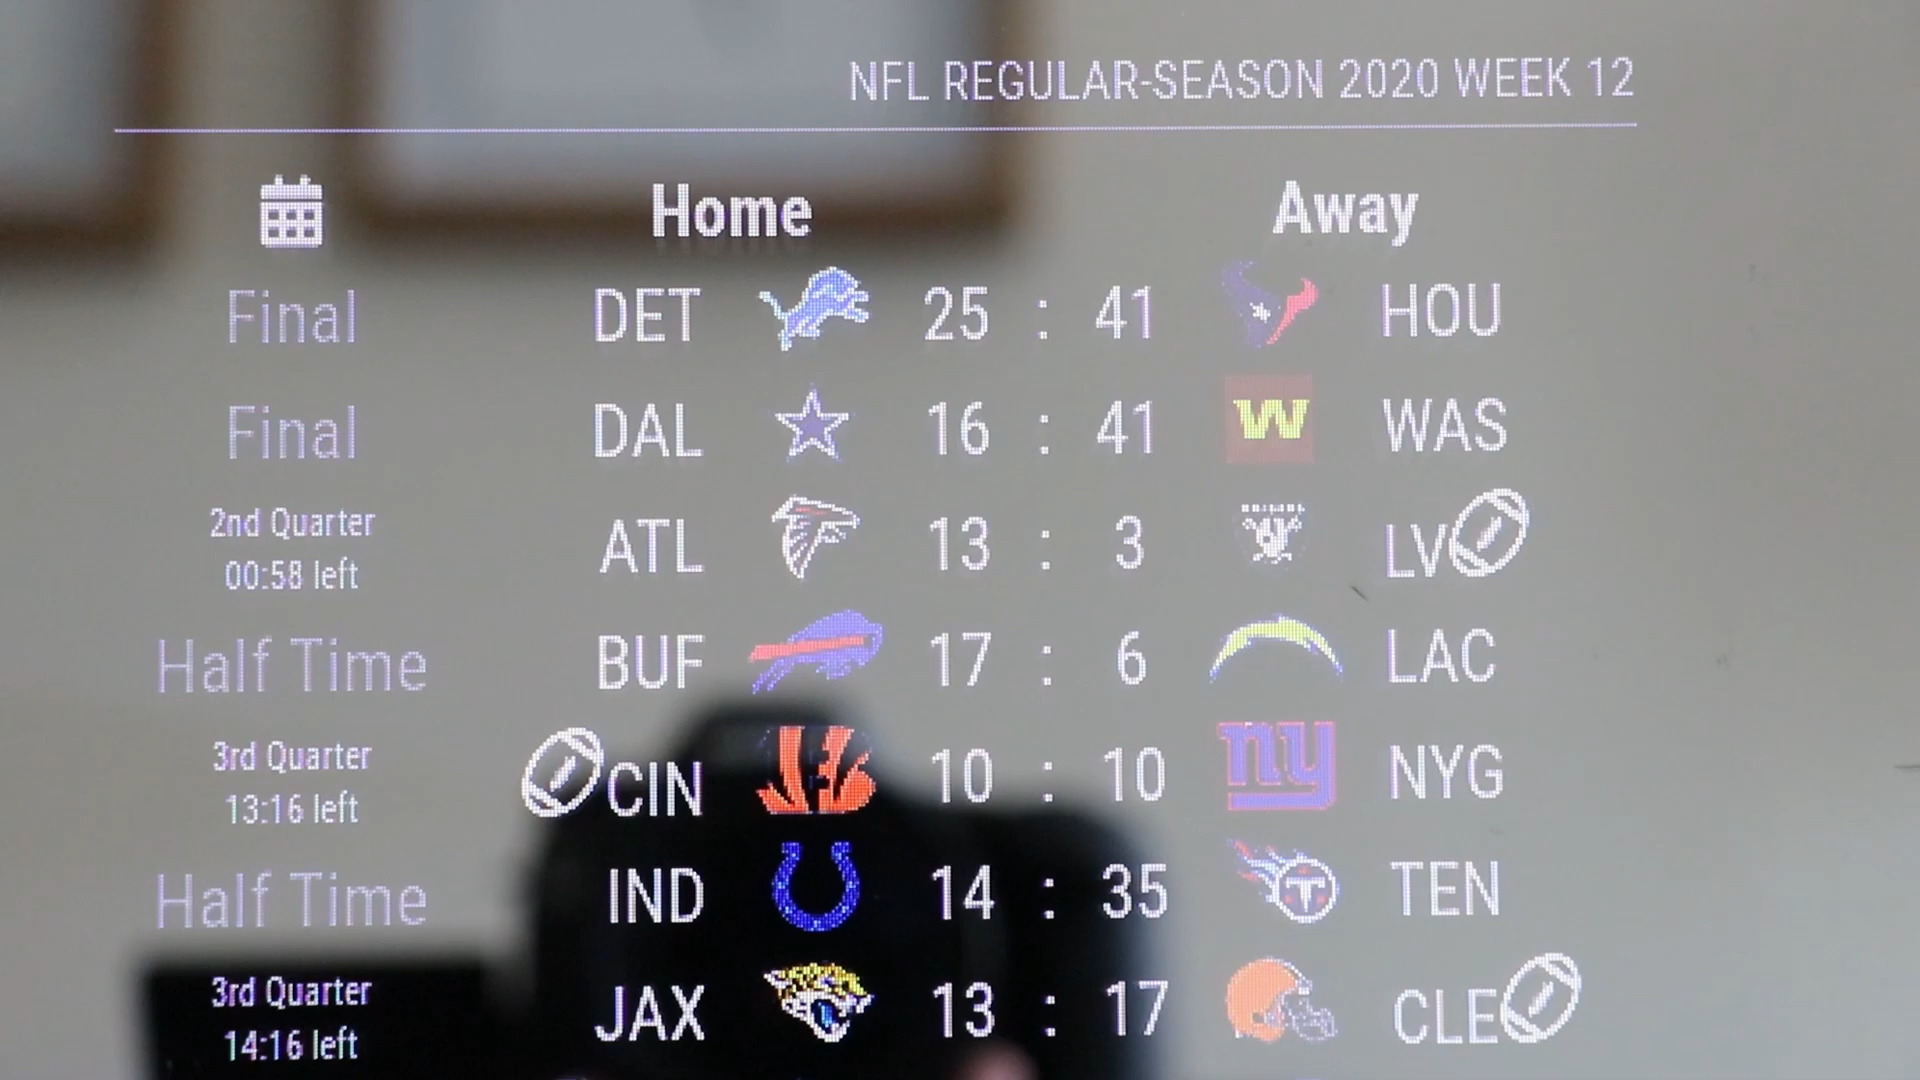 NFL REGULAR-SEASON 2020 WEEK 12
Home Away
Final DET 25 : 41 HOU
Final DAL 16 : 41 W WAS
2nd Quarter
00:58 left
ATL 13 : 3 LV
Half Time BUF 17 : 6 LAC
3rd Quarter
13:16 left
CIN 10 : 10 ny NYG
Half Time IND 14 : 35 T TEN
3rd Quarter
14:16 left
JAX 13 : 17 CLE